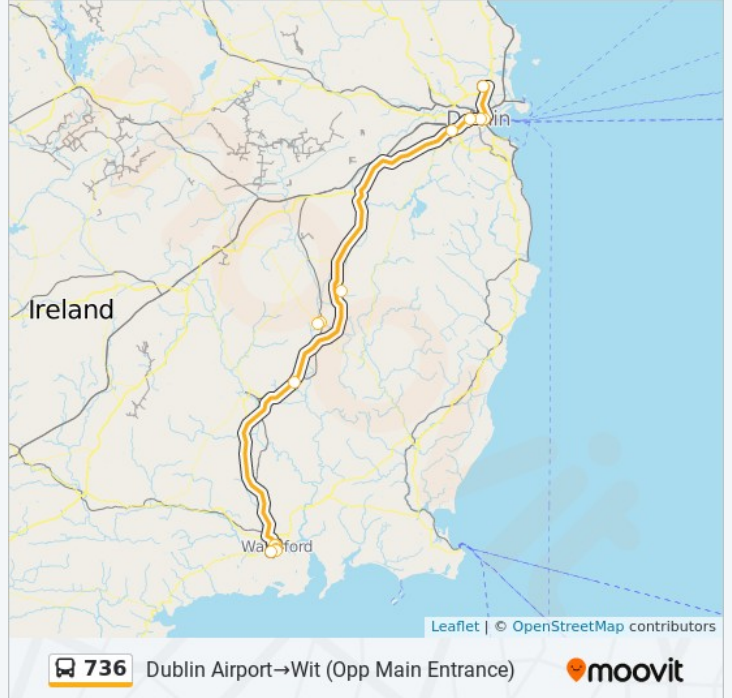 Dublin
Ireland
Waterford
Leaflet | © OpenStreetMap contributors
736 Dublin Airport→Wit (Opp Main Entrance) moovit